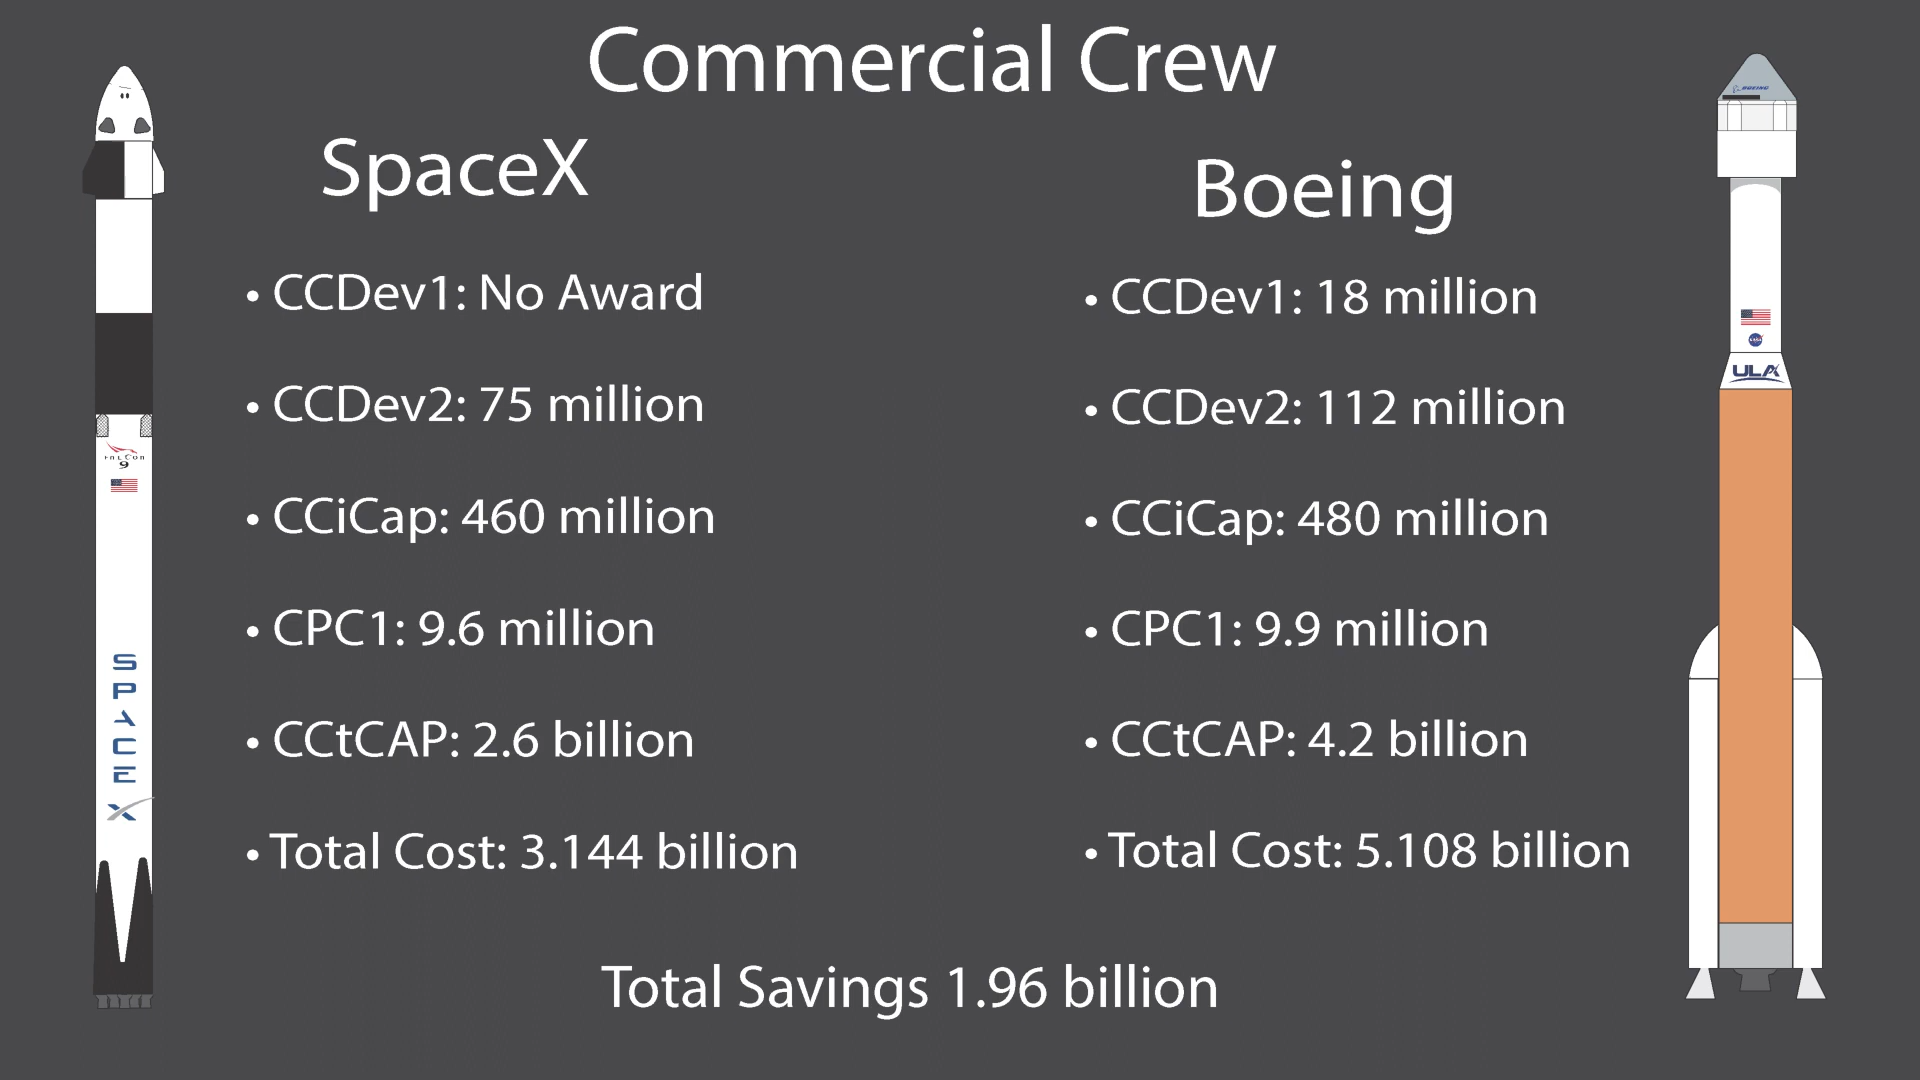 Commercial Crew
SpaceX
• CCDev1: No Award
• CCDev2: 75 million
• CCiCap: 460 million
• CPC1: 9.6 million
• CCtCAP: 2.6 billion
• Total Cost: 3.144 billion
Boeing
• CCDev1: 18 million
• CCDev2: 112 million
• CCiCap: 480 million
• CPC1: 9.9 million
• CCtCAP: 4.2 billion
• Total Cost: 5.108 billion
Total Savings 1.96 billion
FALCON
9
SPACEX
BOEING
NASA
ULA